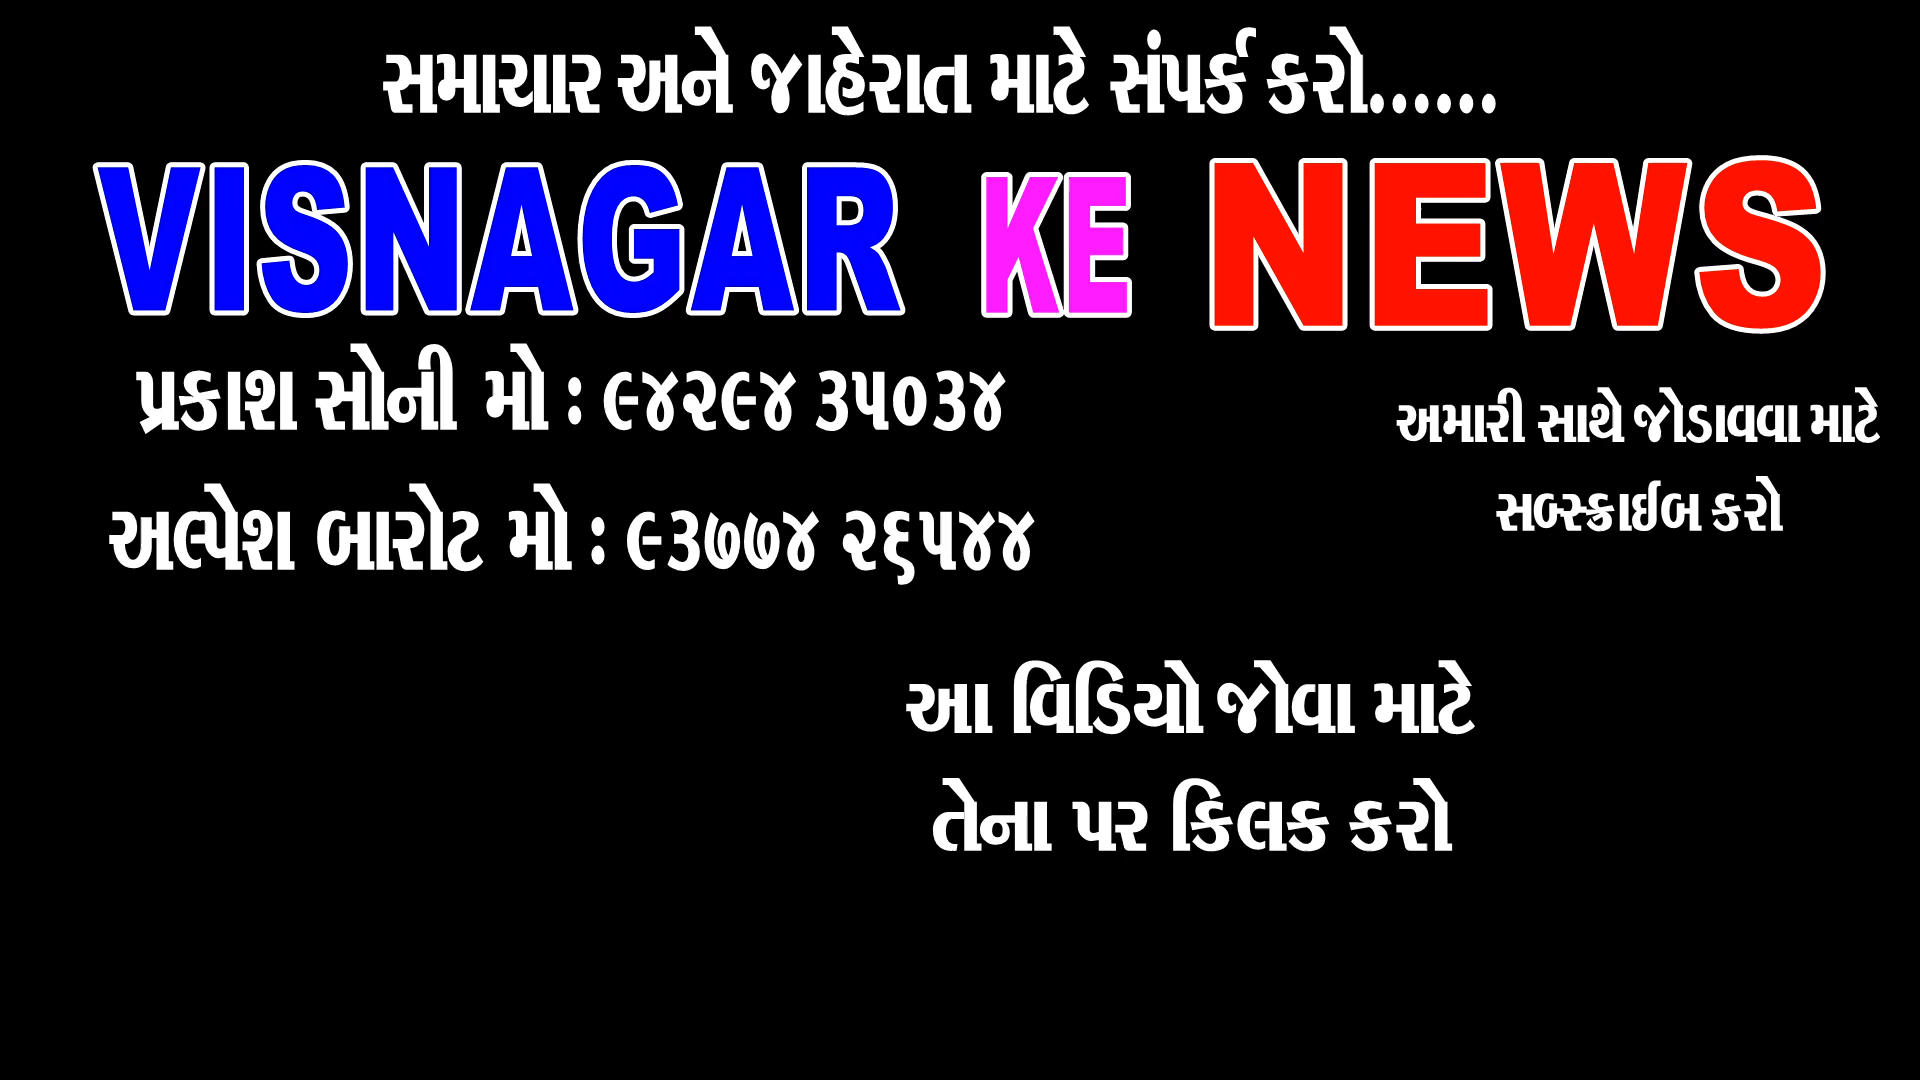 સમાચાર અને જાહેરાત માટે સંપર્ક કરો......
VISNAGAR KE NEWS
પ્રકાશ સોની મો : ૯૪૨૯૪ ૩૫૦૩૪
અલ્પેશ બારોટ મો : ૯૩૭૭૪ ૨૬૫૪૪
અમારી સાથે જોડાવવા માટે
સબ્સ્ક્રાઈબ કરો
આ વિડિયો જોવા માટે
તેના પર કિલક કરો